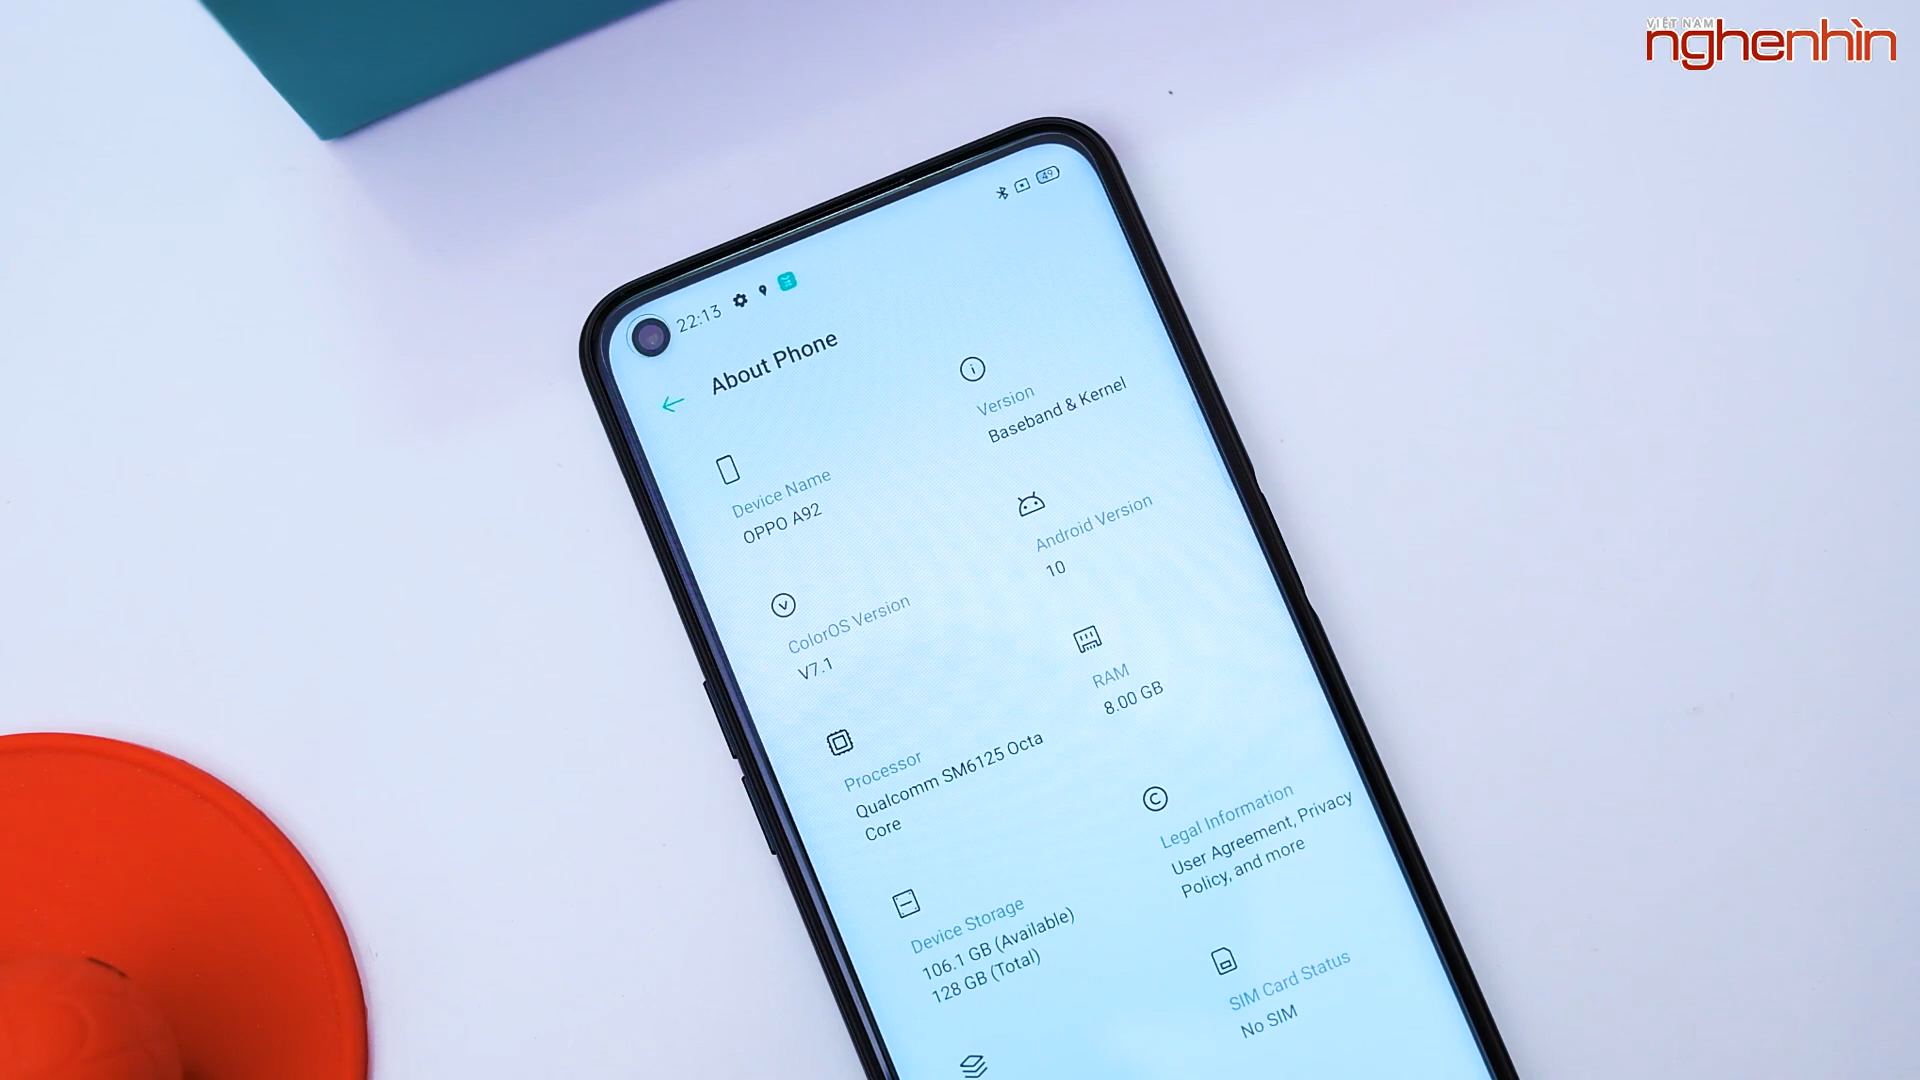 VIỆT NAM
nghenhìn
49
22:13
About Phone
Version
Baseband & Kernel
Device Name
OPPO A92
Android Version
10
ColorOS Version
V7.1
RAM
8.00 GB
Processor
Qualcomm SM6125 Octa
Core
Legal Information
User Agreement, Privacy
Policy, and more
Device Storage
106.1 GB (Available)
128 GB (Total)
SIM Card Status
No SIM